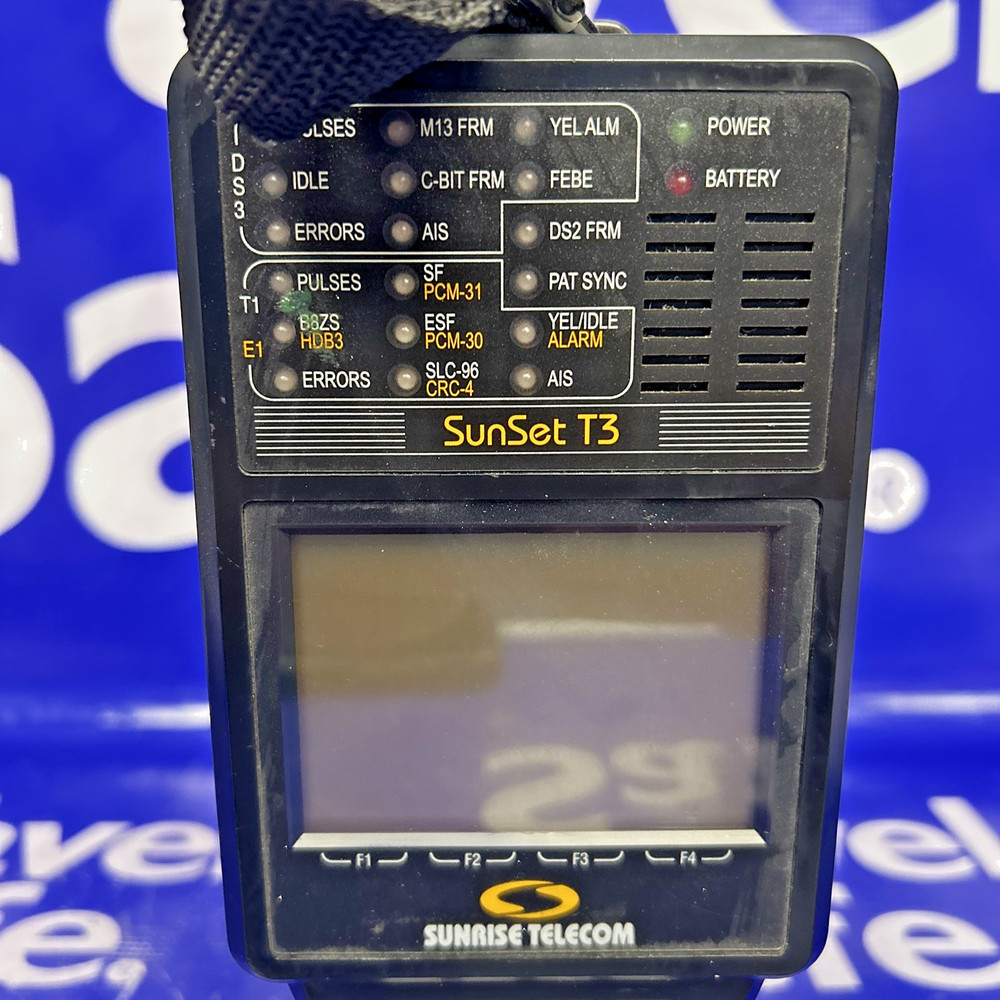 M13 FRM YEL ALM POWER
IDLE C-BIT FRM FEBE BATTERY
DS3
ERRORS AIS DS2 FRM
PULSES SF PAT SYNC
PCM-31
T1
B8ZS ESF YEL/IDLE
HDB3 PCM-30 ALARM
E1
ERRORS SLC-96 AIS
CRC-4
SunSet T3
F1 F2 F3 F4
SUNRISE TELECOM